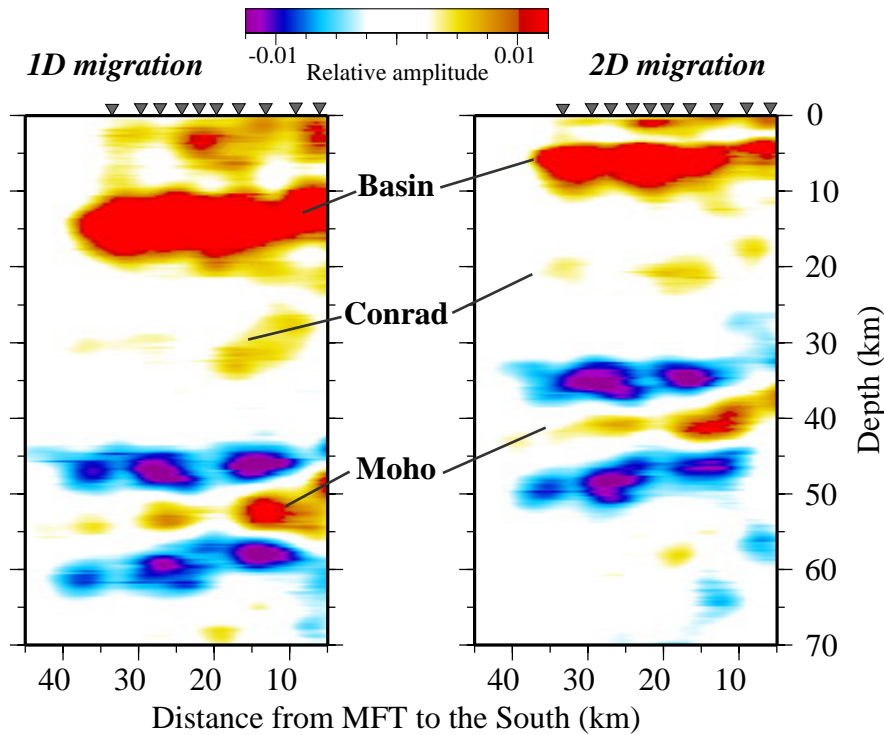 -0.01 0.01
Relative amplitude
1D migration 2D migration
0
Basin
10
20
Conrad
30
Depth (km)
40
Moho
50
60
70
40 30 20 10 40 30 20 10
Distance from MFT to the South (km)